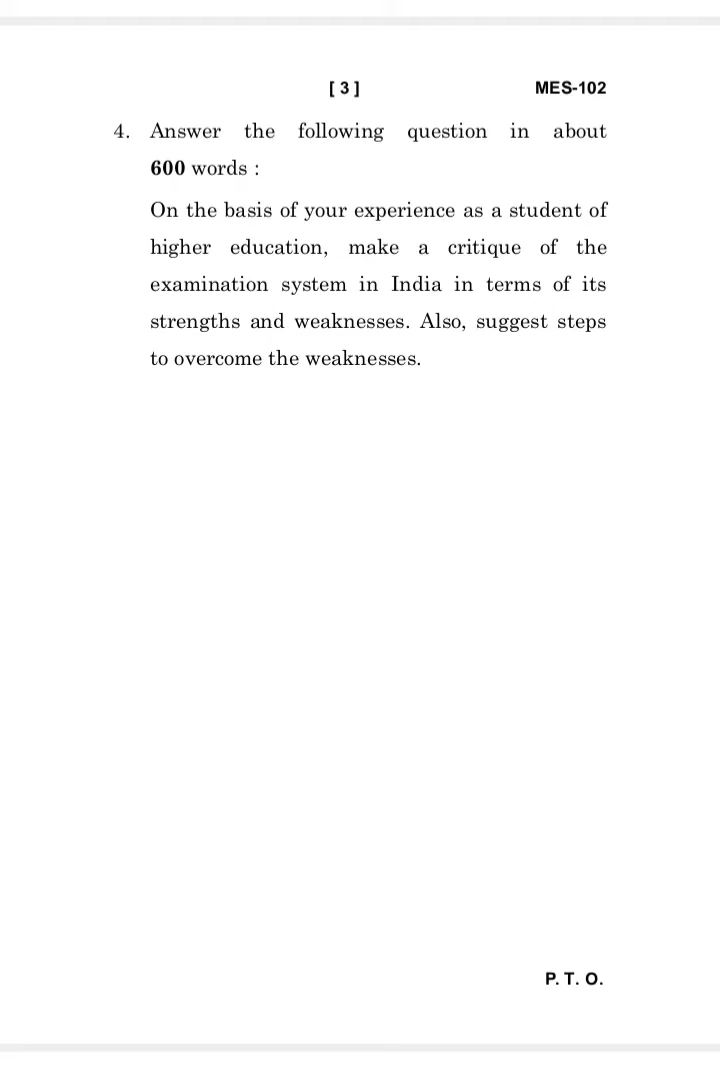 [ 3 ] MES-102
4. Answer the following question in about
600 words :
On the basis of your experience as a student of
higher education, make a critique of the
examination system in India in terms of its
strengths and weaknesses. Also, suggest steps
to overcome the weaknesses.
P. T. O.